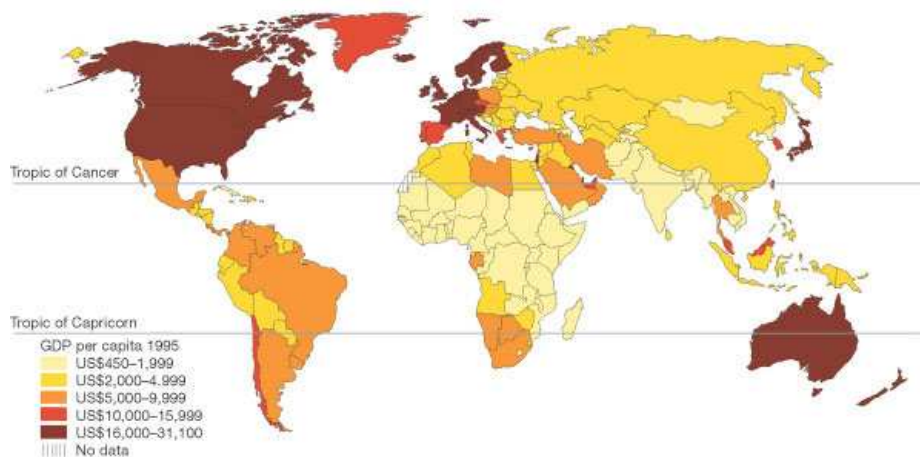 Tropic of Cancer
Tropic of Capricorn
GDP per capita 1995
US$450–1,999
US$2,000–4.999
US$5,000–9,999
US$10,000–15,999
US$16,000–31,100
No data